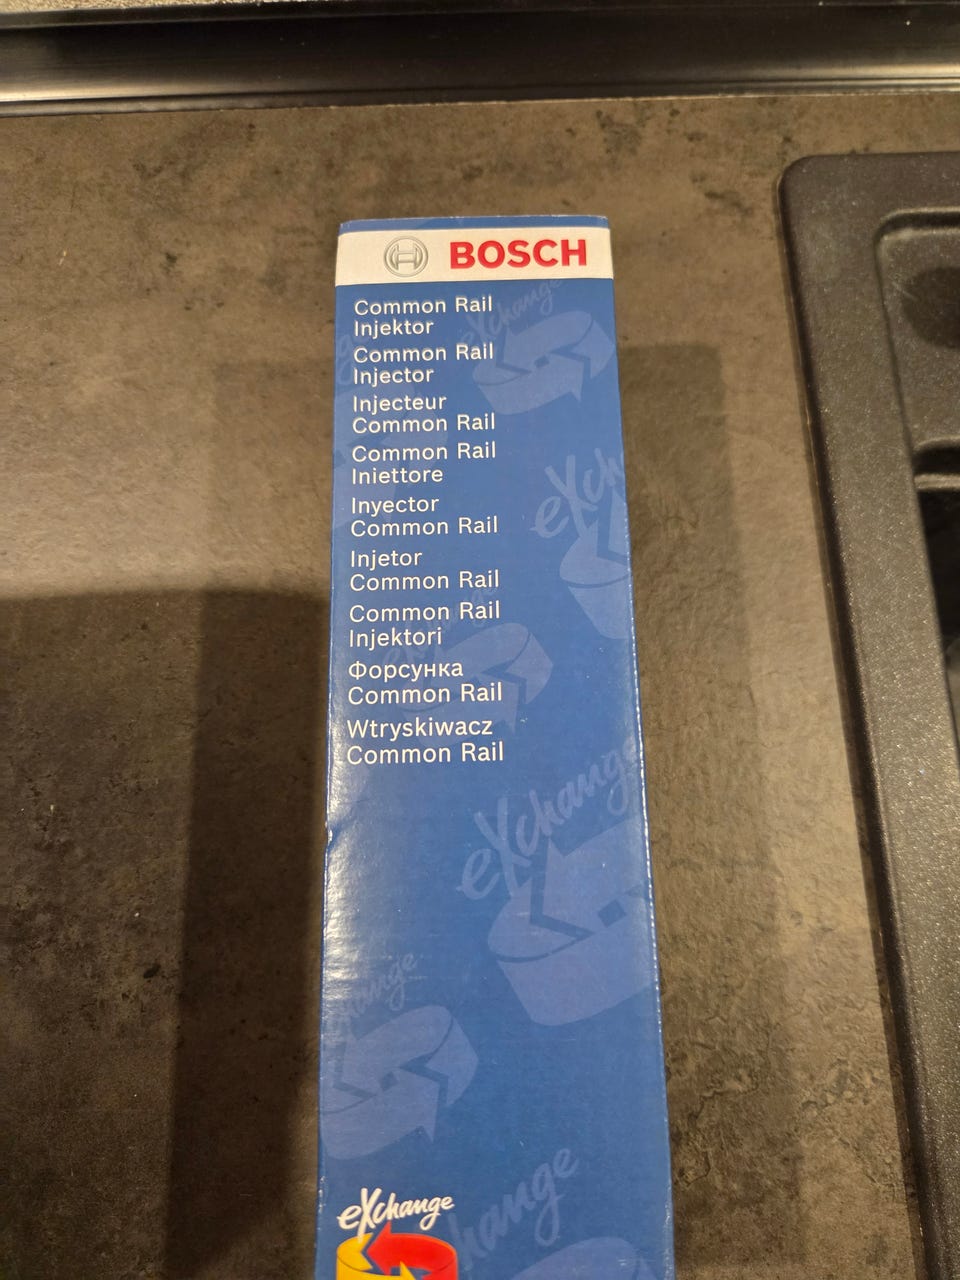 BOSCH
Common Rail
Injektor
Common Rail
Injector
Injecteur
Common Rail
Common Rail
Iniettore
Inyector
Common Rail
Injetor
Common Rail
Common Rail
Injektori
Форсунка
Common Rail
Wtryskiwacz
Common Rail
eXchange